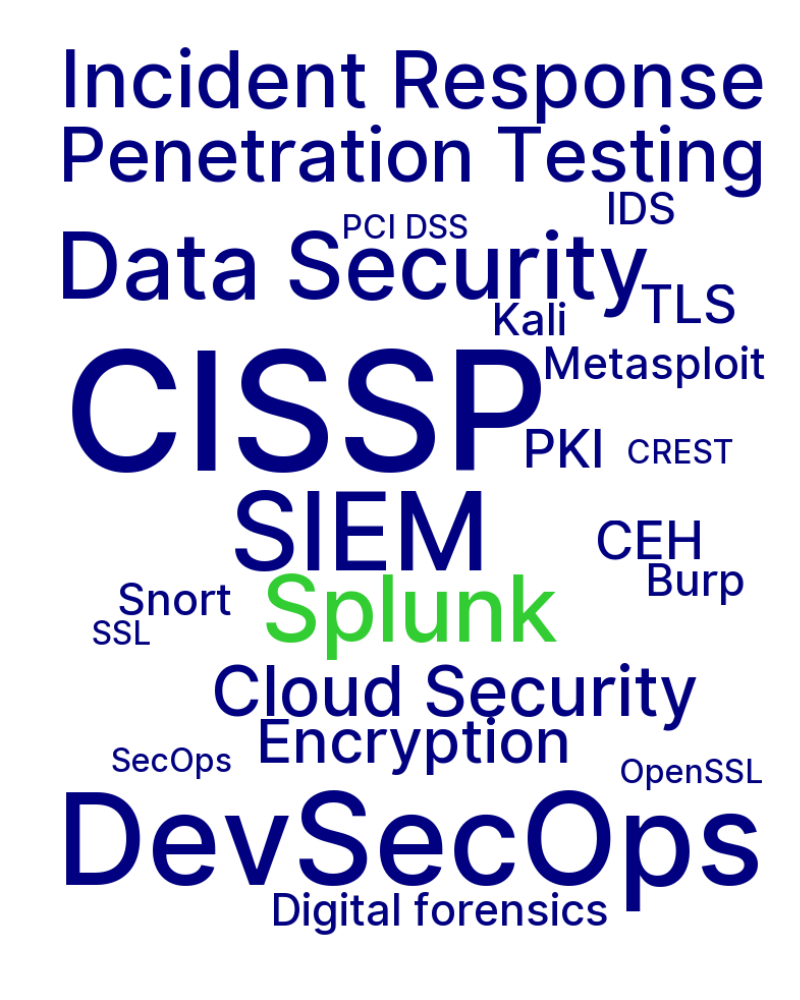 Incident Response
Penetration Testing
IDS
PCI DSS
Data Security
TLS
Kali
Metasploit
CISSP
PKI
CREST
SIEM
CEH
Burp
Snort
Splunk
SSL
Cloud Security
Encryption
SecOps
OpenSSL
DevSecOps
Digital forensics